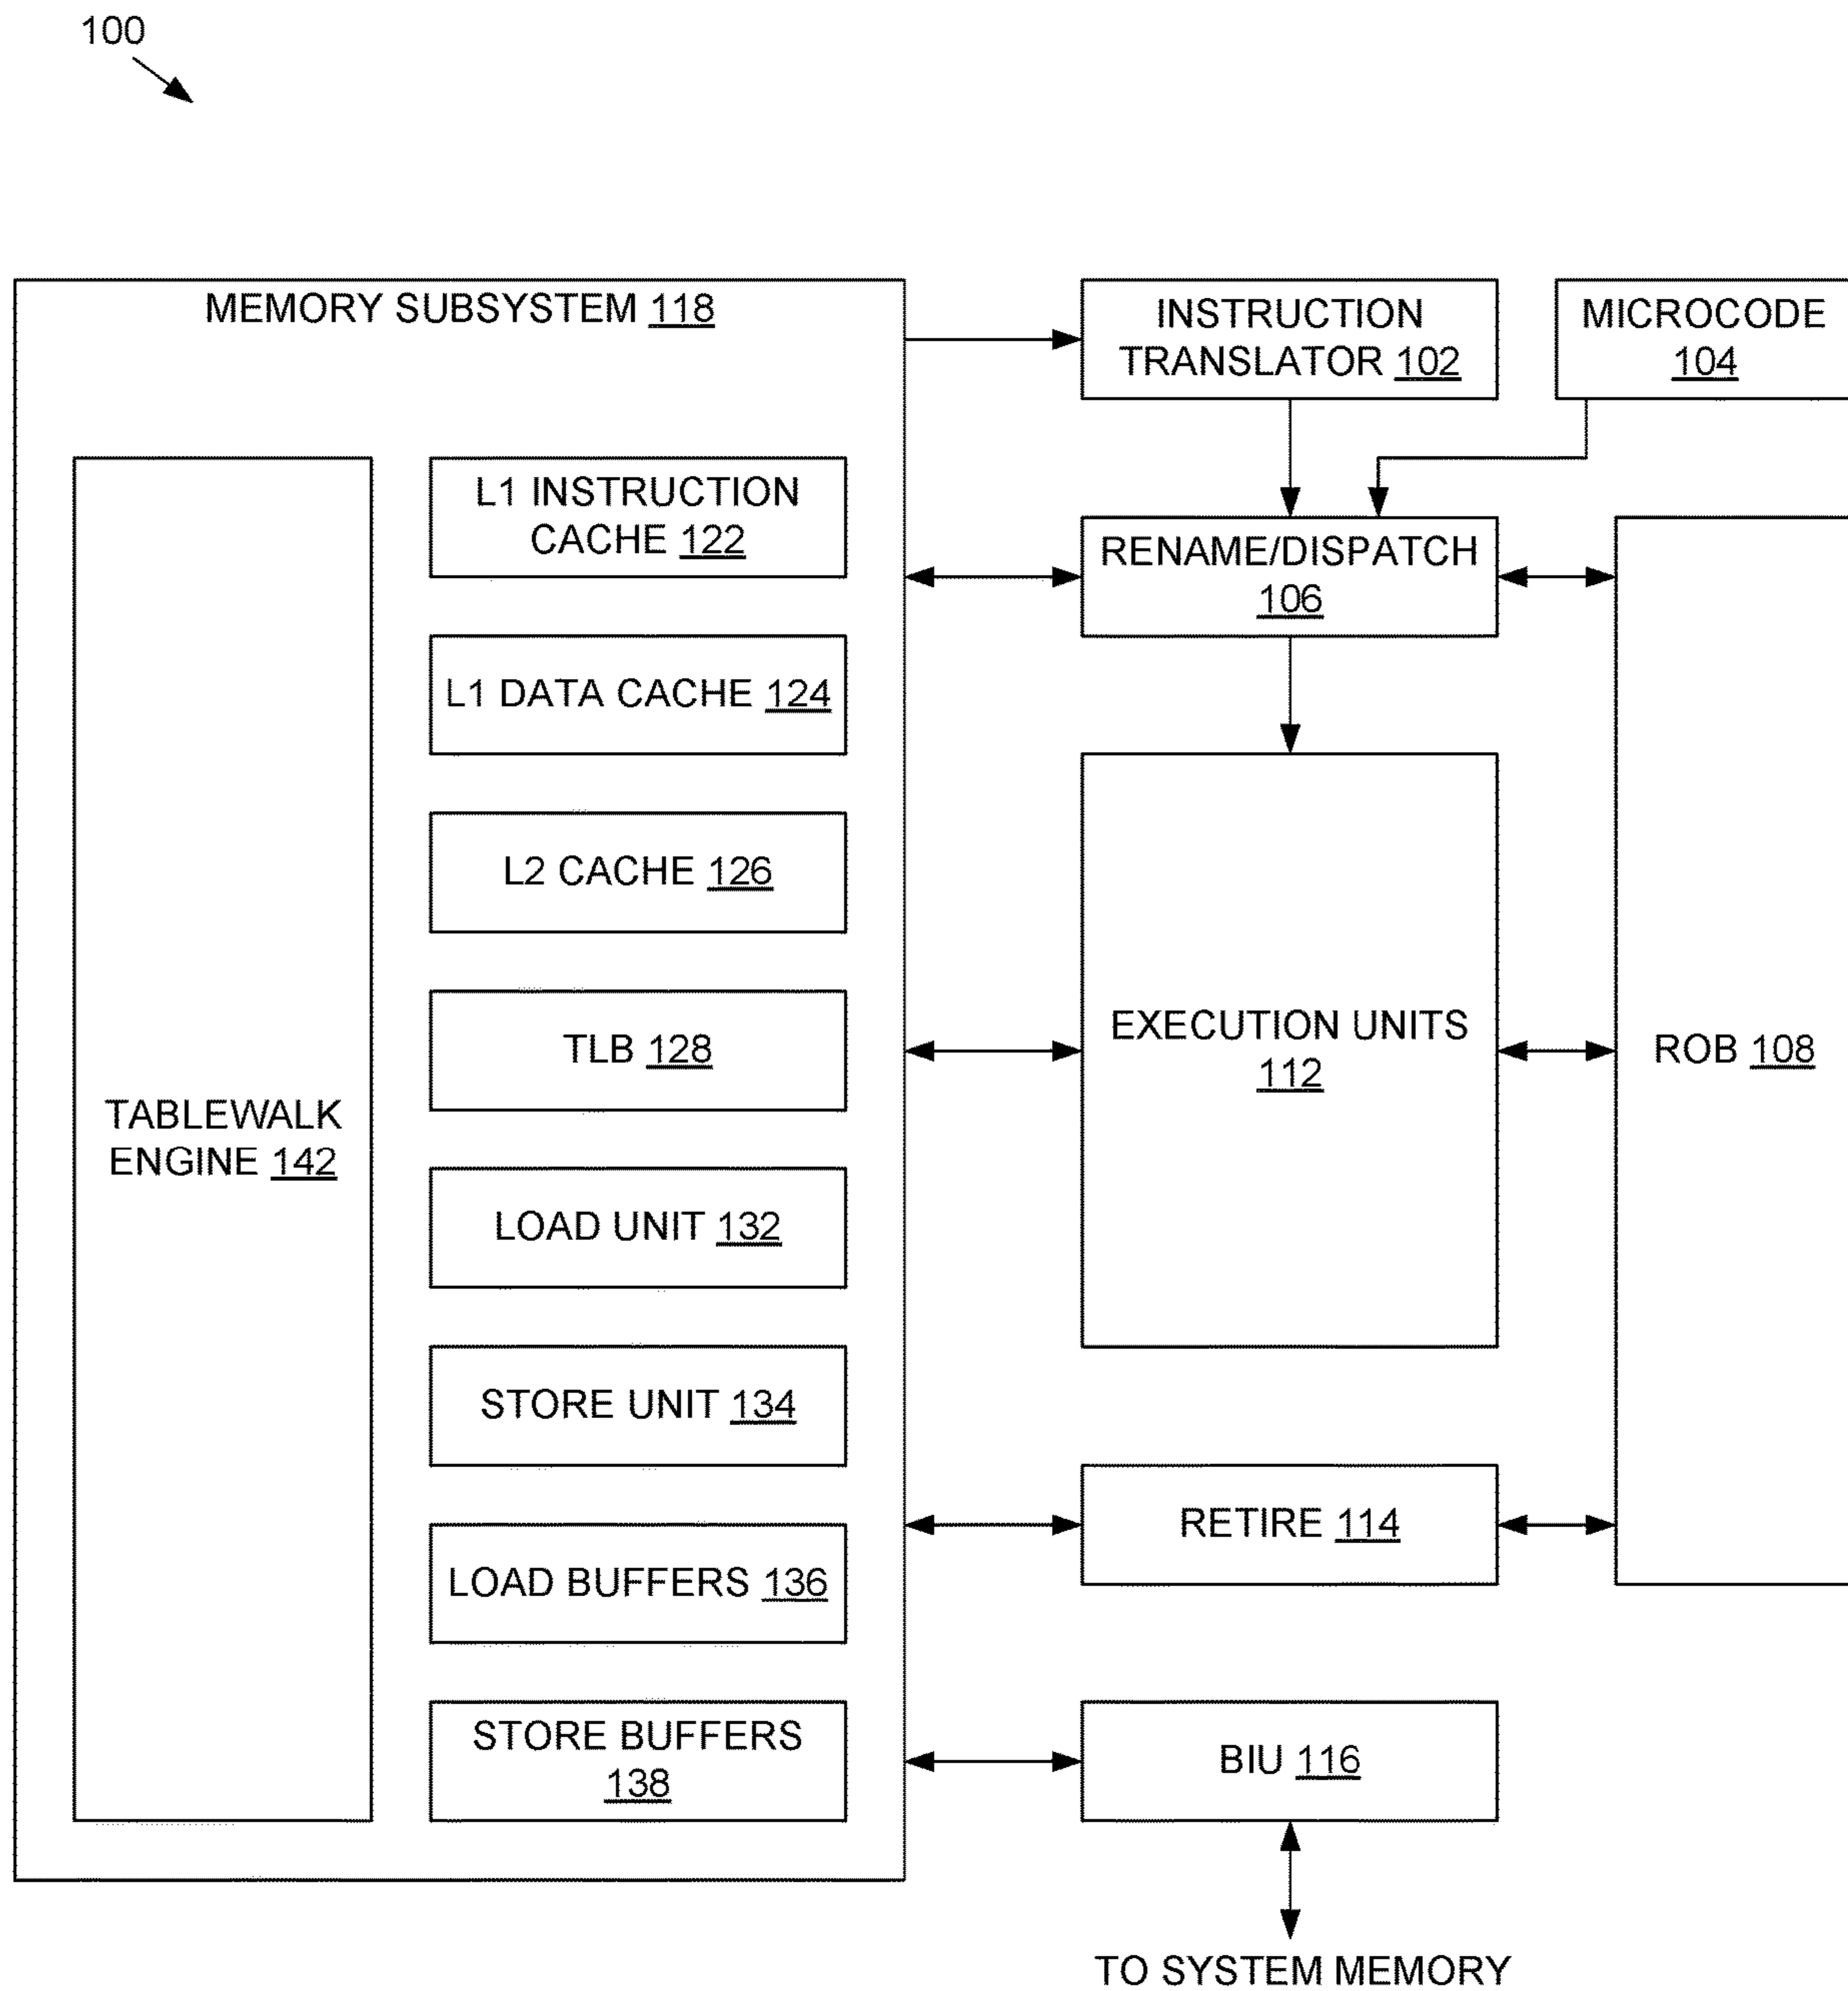 100
MEMORY SUBSYSTEM 118
INSTRUCTION
TRANSLATOR 102
MICROCODE
104
L1 INSTRUCTION
CACHE 122
RENAME/DISPATCH
106
L1 DATA CACHE 124
L2 CACHE 126
EXECUTION UNITS
112
ROB 108
TLB 128
TABLEWALK
ENGINE 142
LOAD UNIT 132
STORE UNIT 134
RETIRE 114
LOAD BUFFERS 136
STORE BUFFERS
138
BIU 116
TO SYSTEM MEMORY